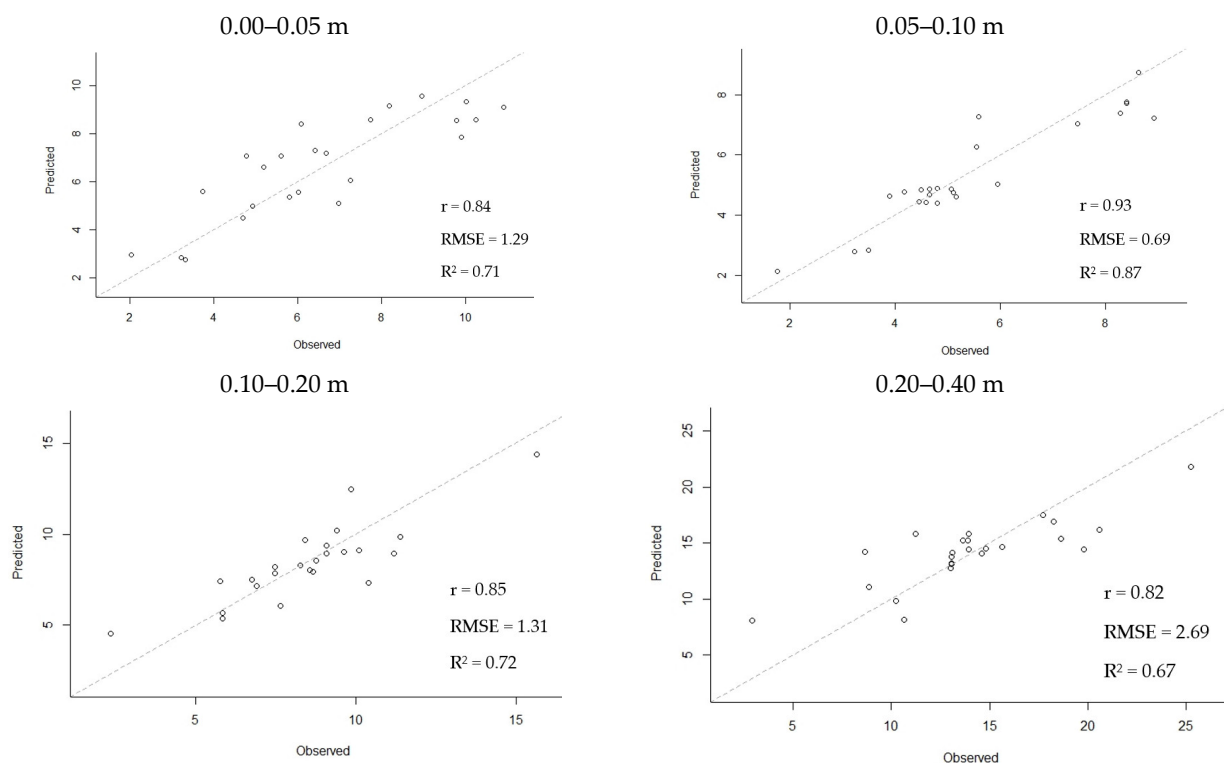 0.00–0.05 m
10
8
6
4
2
Predicted
r = 0.84
RMSE = 1.29
R² = 0.71
2 4 6 8 10
Observed
0.05–0.10 m
8
6
4
2
Predicted
r = 0.93
RMSE = 0.69
R² = 0.87
2 4 6 8
Observed
0.10–0.20 m
15
10
5
Predicted
r = 0.85
RMSE = 1.31
R² = 0.72
5 10 15
Observed
0.20–0.40 m
25
20
15
10
5
Predicted
r = 0.82
RMSE = 2.69
R² = 0.67
5 10 15 20 25
Observed